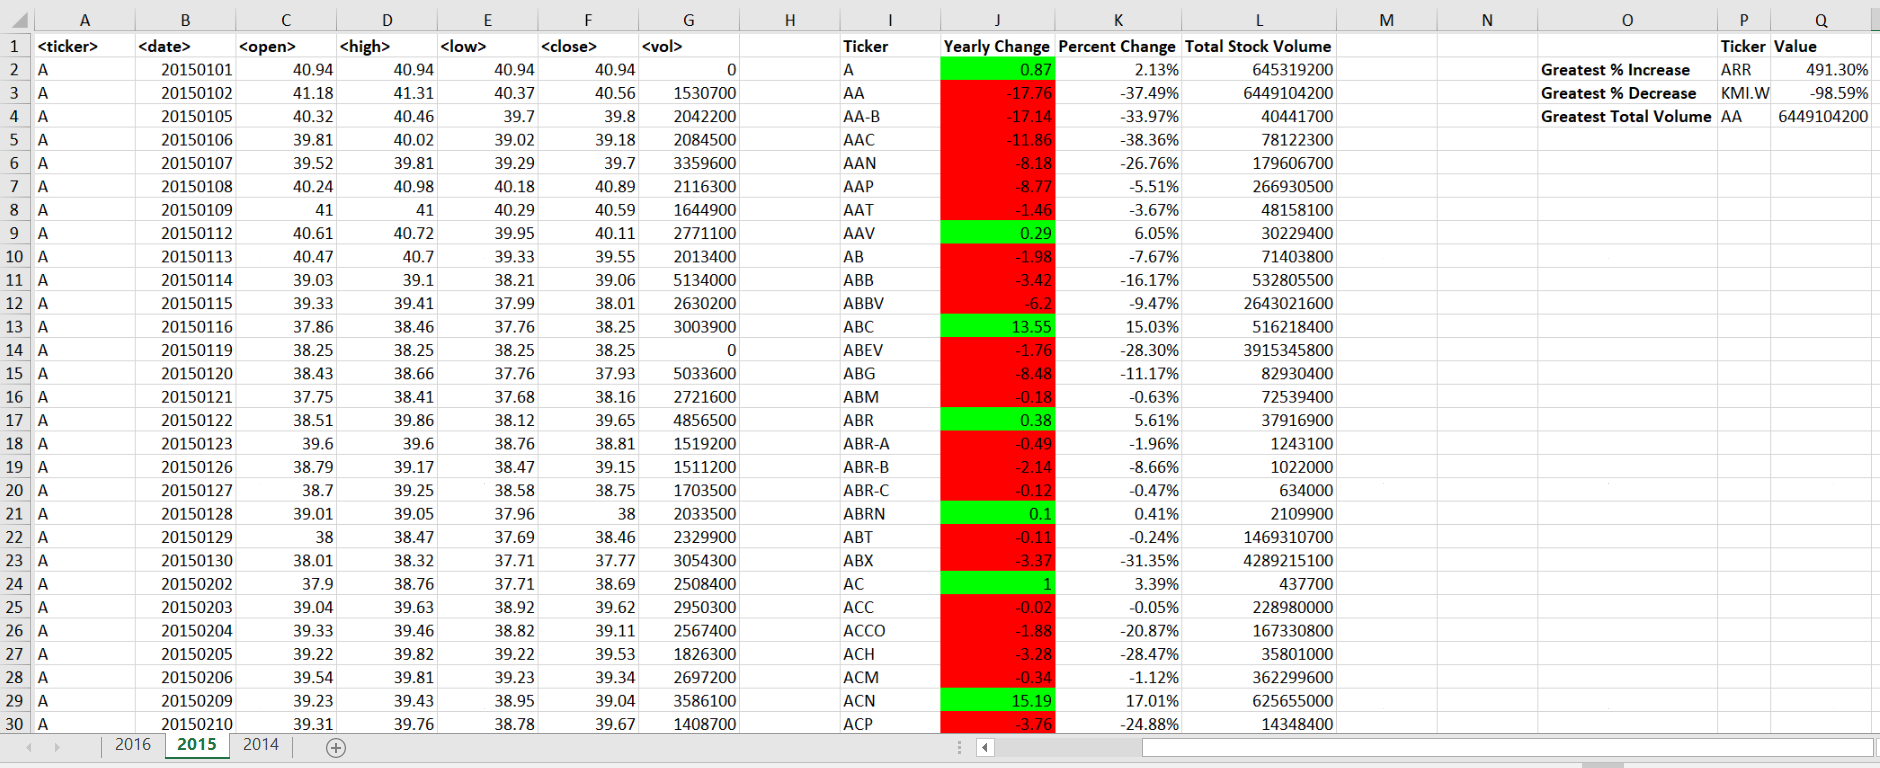 A B C D E F G H I J K L M N O P Q
1 <ticker> <date> <open> <high> <low> <close> <vol> Ticker Yearly Change Percent Change Total Stock Volume Ticker Value
2 A 20150101 40.94 40.94 40.94 40.94 0 A 0.87 2.13% 645319200 Greatest % Increase ARR 491.30%
3 A 20150102 41.18 41.31 40.37 40.56 1530700 AA -17.76 -37.49% 6449104200 Greatest % Decrease KMI.W -98.59%
4 A 20150105 40.32 40.46 39.7 39.8 2042200 AA-B -17.14 -33.97% 40441700 Greatest Total Volume AA 6449104200
5 A 20150106 39.81 40.02 39.02 39.18 2084500 AAC -11.86 -38.36% 78122300
6 A 20150107 39.52 39.81 39.29 39.7 3359600 AAN -8.18 -26.76% 179606700
7 A 20150108 40.24 40.98 40.18 40.89 2116300 AAP -8.77 -5.51% 266930500
8 A 20150109 41 41 40.29 40.59 1644900 AAT -1.46 -3.67% 48158100
9 A 20150112 40.61 40.72 39.95 40.11 2771100 AAV 0.29 6.05% 30229400
10 A 20150113 40.47 40.7 39.33 39.55 2013400 AB -1.98 -7.67% 71403800
11 A 20150114 39.03 39.1 38.21 39.06 5134000 ABB -3.42 -16.17% 532805500
12 A 20150115 39.33 39.41 37.99 38.01 2630200 ABBV -6.2 -9.47% 2643021600
13 A 20150116 37.86 38.46 37.76 38.25 3003900 ABC 13.55 15.03% 516218400
14 A 20150119 38.25 38.25 38.25 38.25 0 ABEV -1.76 -28.30% 3915345800
15 A 20150120 38.43 38.66 37.76 37.93 5033600 ABG -8.48 -11.17% 82930400
16 A 20150121 37.75 38.41 37.68 38.16 2721600 ABM -0.18 -0.63% 72539400
17 A 20150122 38.51 39.86 38.12 39.65 4856500 ABR 0.38 5.61% 37916900
18 A 20150123 39.6 39.6 38.76 38.81 1519200 ABR-A -0.49 -1.96% 1243100
19 A 20150126 38.79 39.17 38.47 39.15 1511200 ABR-B -2.14 -8.66% 1022000
20 A 20150127 38.7 39.25 38.58 38.75 1703500 ABR-C -0.12 -0.47% 634000
21 A 20150128 39.01 39.05 37.96 38 2033500 ABRN 0.1 0.41% 2109900
22 A 20150129 38 38.47 37.69 38.46 2329900 ABT -0.11 -0.24% 1469310700
23 A 20150130 38.01 38.32 37.71 37.77 3054300 ABX -3.37 -31.35% 4289215100
24 A 20150202 37.9 38.76 37.71 38.69 2508400 AC 1 3.39% 437700
25 A 20150203 39.04 39.63 38.92 39.62 2950300 ACC -0.02 -0.05% 228980000
26 A 20150204 39.33 39.46 38.82 39.11 2567400 ACCO -1.88 -20.87% 167330800
27 A 20150205 39.22 39.82 39.22 39.53 1826300 ACH -3.28 -28.47% 35801000
28 A 20150206 39.54 39.81 39.23 39.34 2697200 ACM -0.34 -1.12% 362299600
29 A 20150209 39.23 39.43 38.95 39.04 3586100 ACN 15.19 17.01% 625655000
30 A 20150210 39.31 39.76 38.78 39.67 1408700 ACP -3.76 -24.88% 14348400
2016 2015 2014